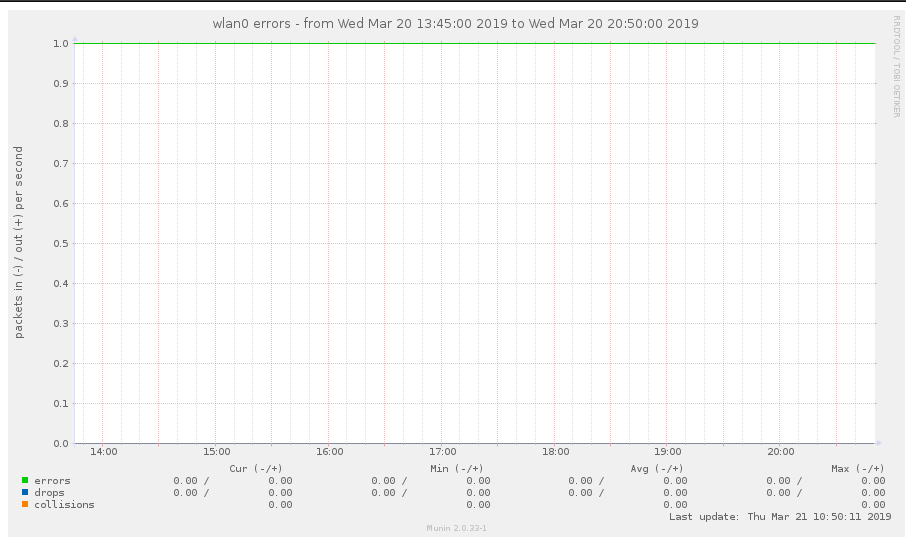 wlan0 errors - from Wed Mar 20 13:45:00 2019 to Wed Mar 20 20:50:00 2019
RRDTOOL / TOBI OETIKER
packets in (-) / out (+) per second
1.0
0.9
0.8
0.7
0.6
0.5
0.4
0.3
0.2
0.1
0.0
14:00 15:00 16:00 17:00 18:00 19:00 20:00
Cur (-/+) Min (-/+) Avg (-/+) Max (-/+)
errors 0.00 / 0.00 0.00 / 0.00 0.00 / 0.00 0.00 / 0.00
drops 0.00 / 0.00 0.00 / 0.00 0.00 / 0.00 0.00 / 0.00
collisions 0.00 0.00 0.00 0.00
Last update: Thu Mar 21 10:50:11 2019
Munin 2.0.33-1